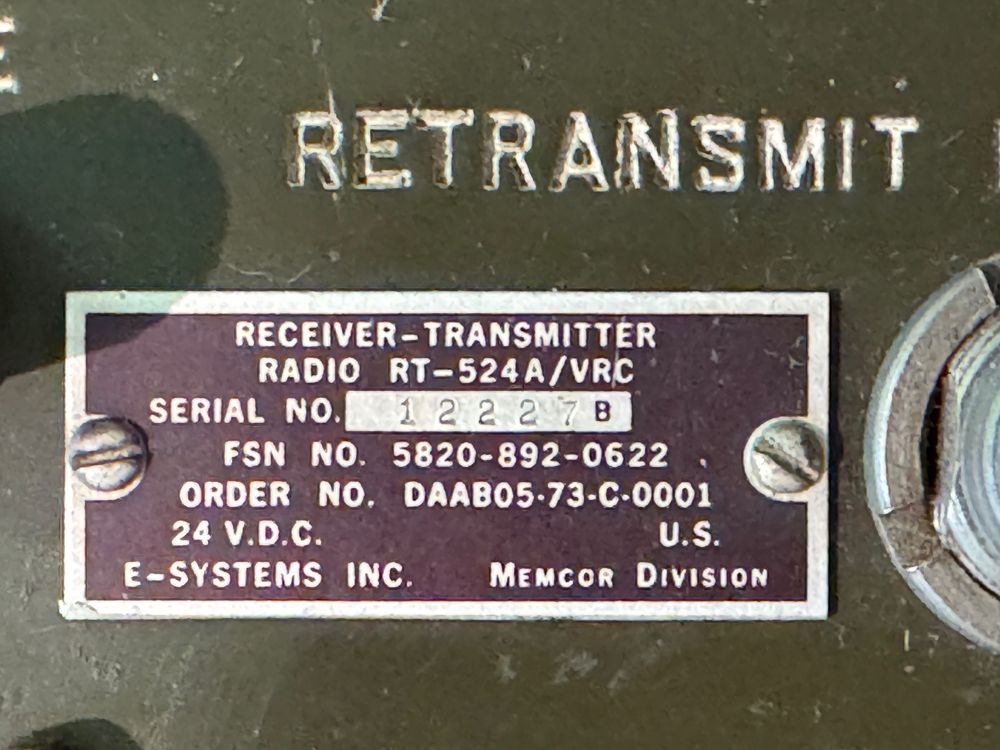 RETRANSMIT
RECEIVER-TRANSMITTER
RADIO RT-524A/VRC
SERIAL NO. 12227B
FSN NO. 5820-892-0622
ORDER NO. DAAB05-73-C-0001
24 V.D.C. U.S.
E-SYSTEMS INC. MEMCOR DIVISION